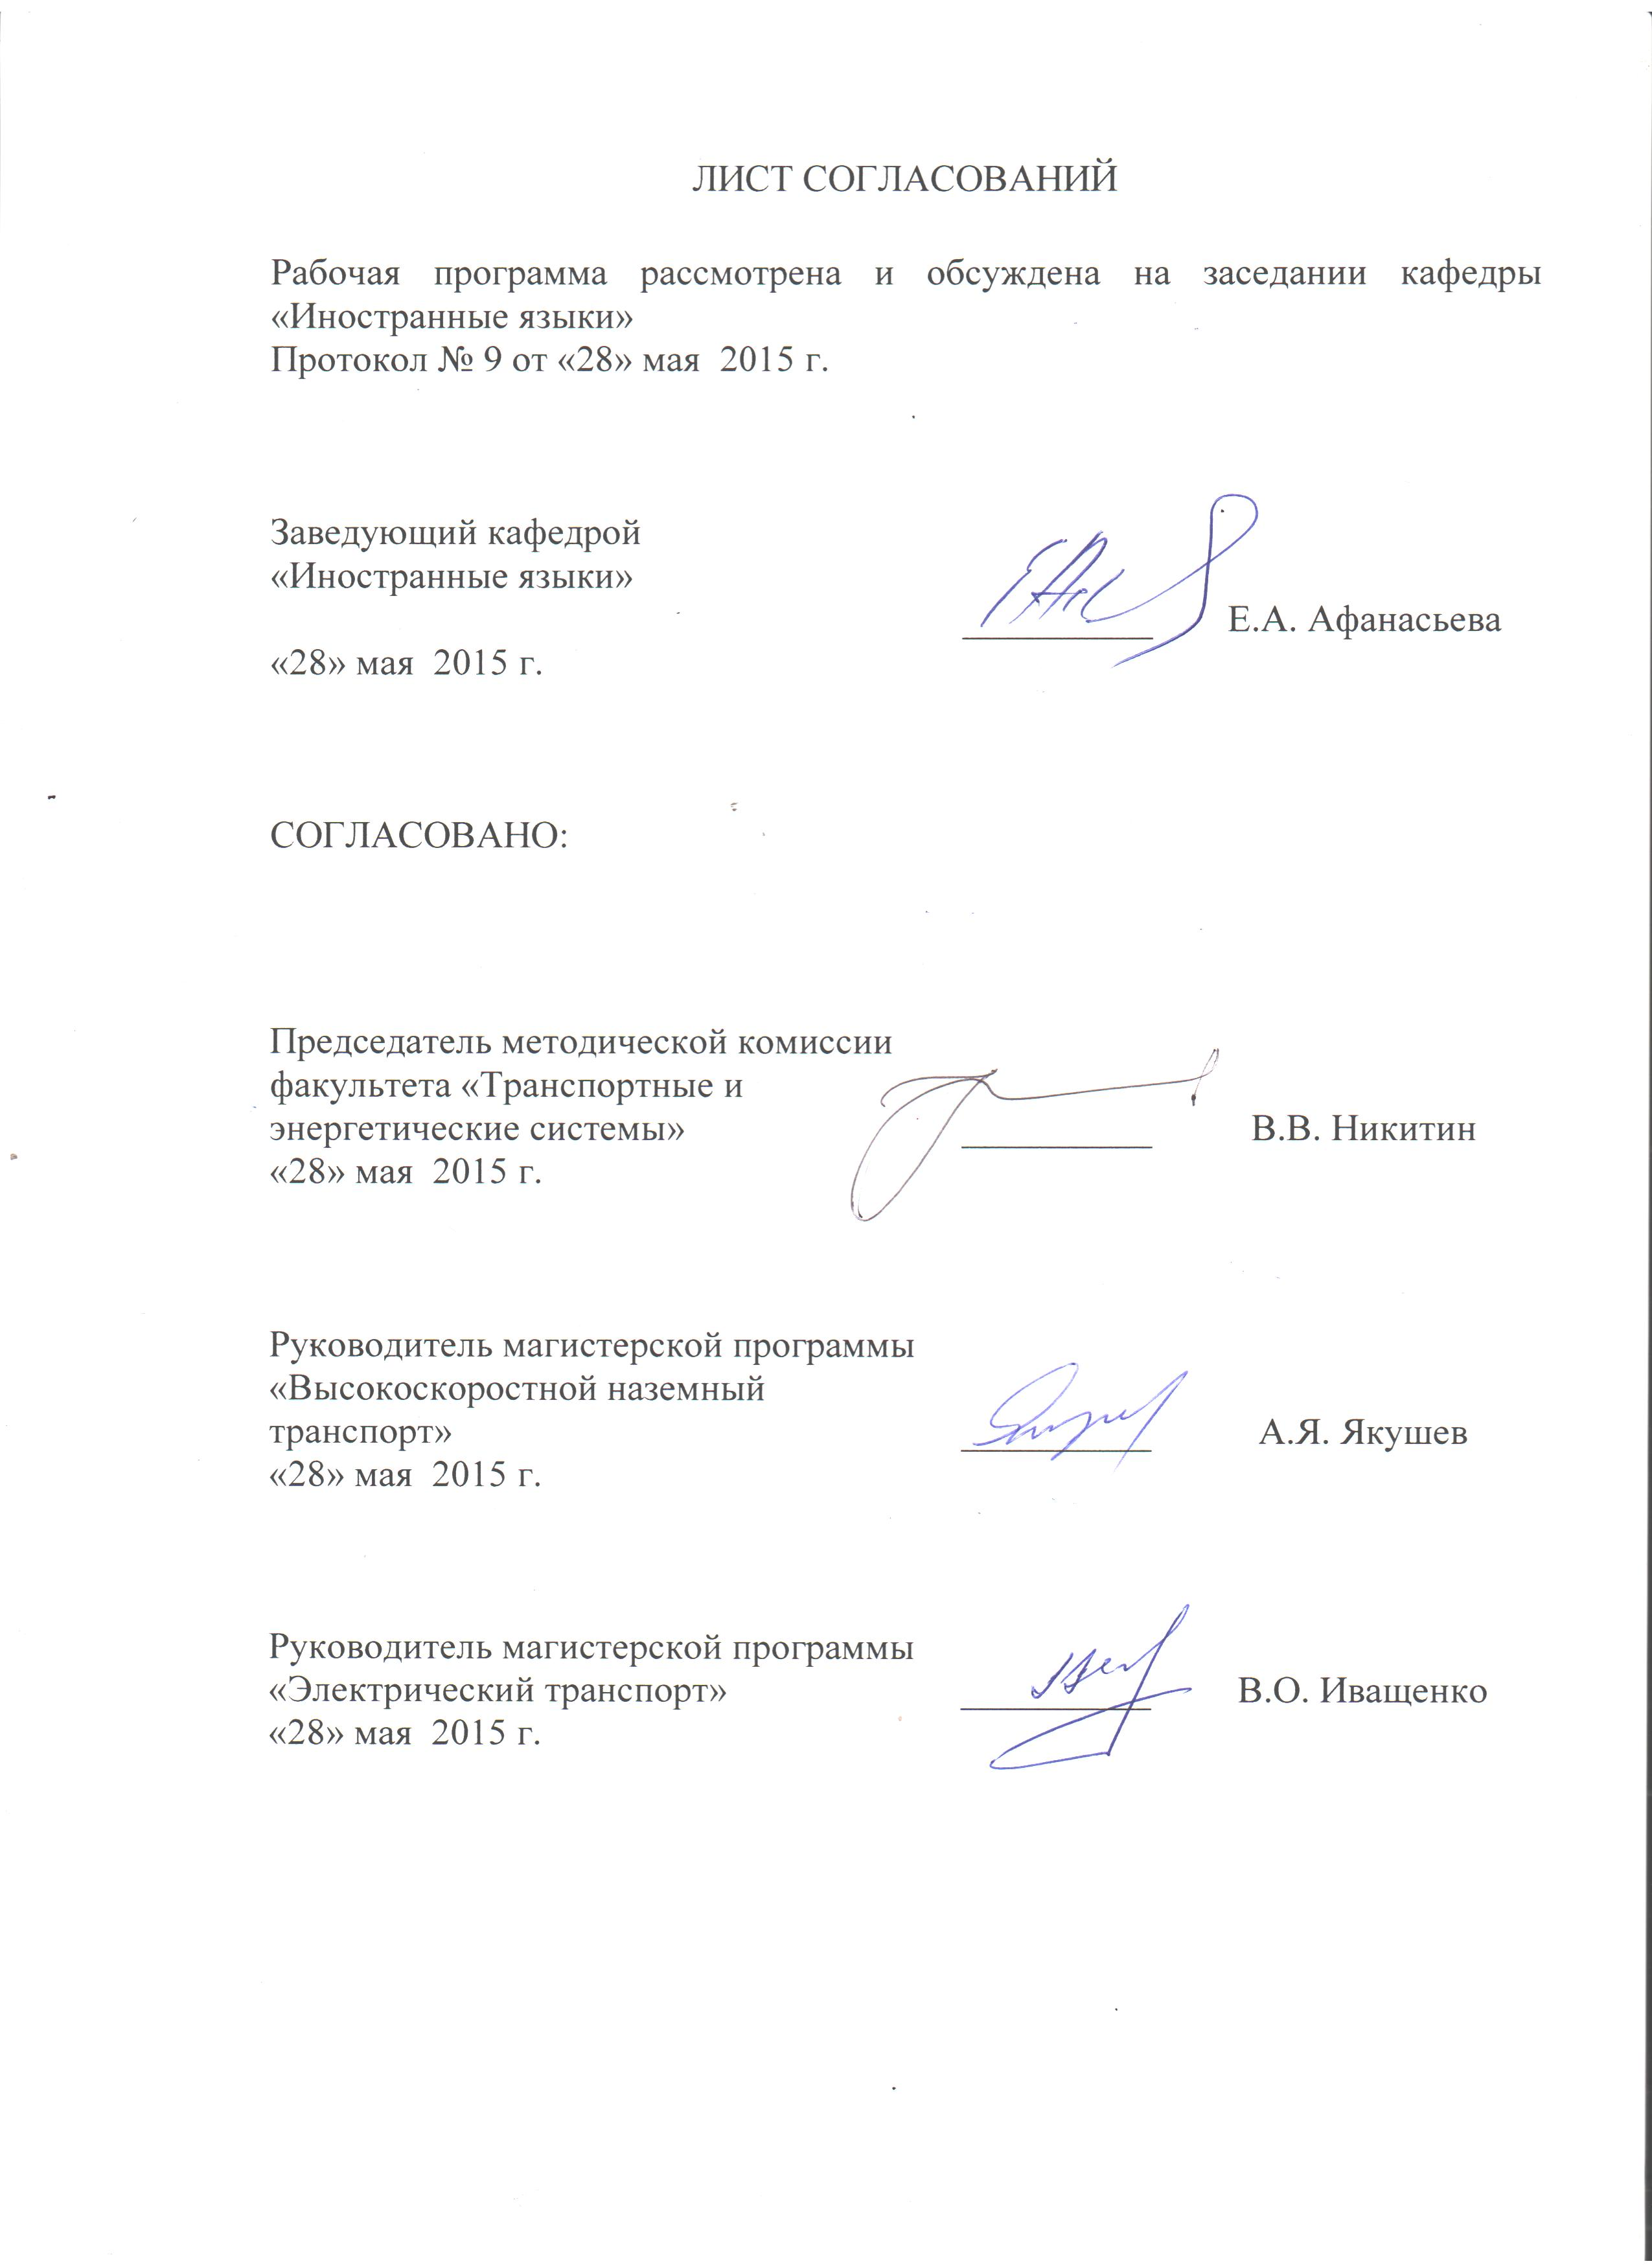 ЛИСТ СОГЛАСОВАНИЙ
Рабочая программа рассмотрена и обсуждена на заседании кафедры
«Иностранные языки»
Протокол № 9 от «28» мая 2015 г.
Заведующий кафедрой
«Иностранные языки»
Е.А. Афанасьева
«28» мая 2015 г.
СОГЛАСОВАНО:
Председатель методической комиссии
факультета «Транспортные и
энергетические системы» В.В. Никитин
«28» мая 2015 г.
Руководитель магистерской программы
«Высокоскоростной наземный
транспорт» А.Я. Якушев
«28» мая 2015 г.
Руководитель магистерской программы
«Электрический транспорт» В.О. Иващенко
«28» мая 2015 г.